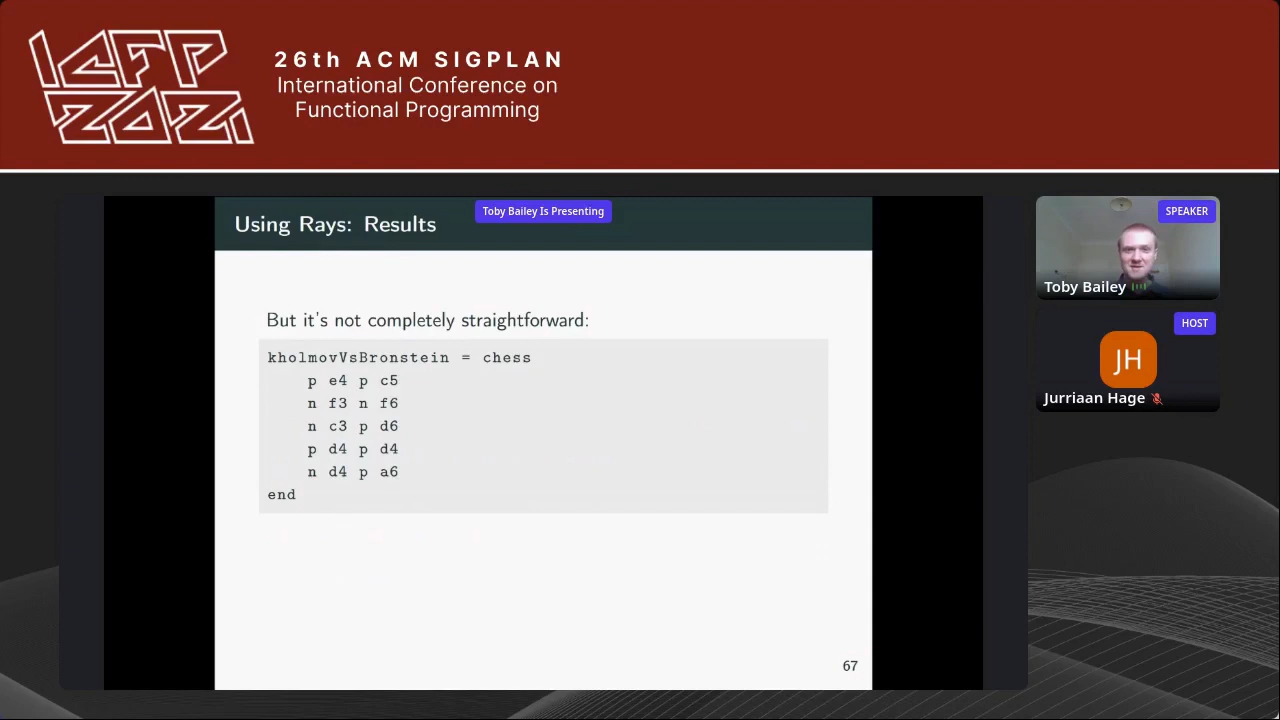 ICFP
2021
26th ACM SIGPLAN
International Conference on
Functional Programming
Using Rays: Results
Toby Bailey Is Presenting
But it's not completely straightforward:
kholmovVsBronstein = chess
p e4 p c5
n f3 n f6
n c3 p d6
p d4 p d4
n d4 p a6
end
67
SPEAKER
Toby Bailey
HOST
JH
Jurriaan Hage